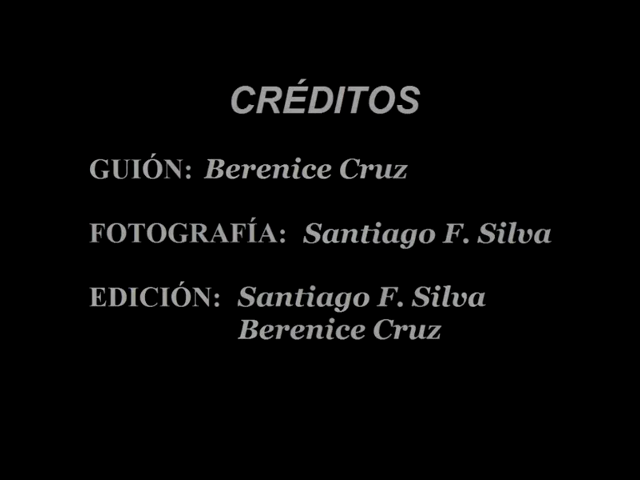 CRÉDITOS
GUIÓN: Berenice Cruz
FOTOGRAFÍA: Santiago F. Silva
EDICIÓN: Santiago F. Silva
Berenice Cruz